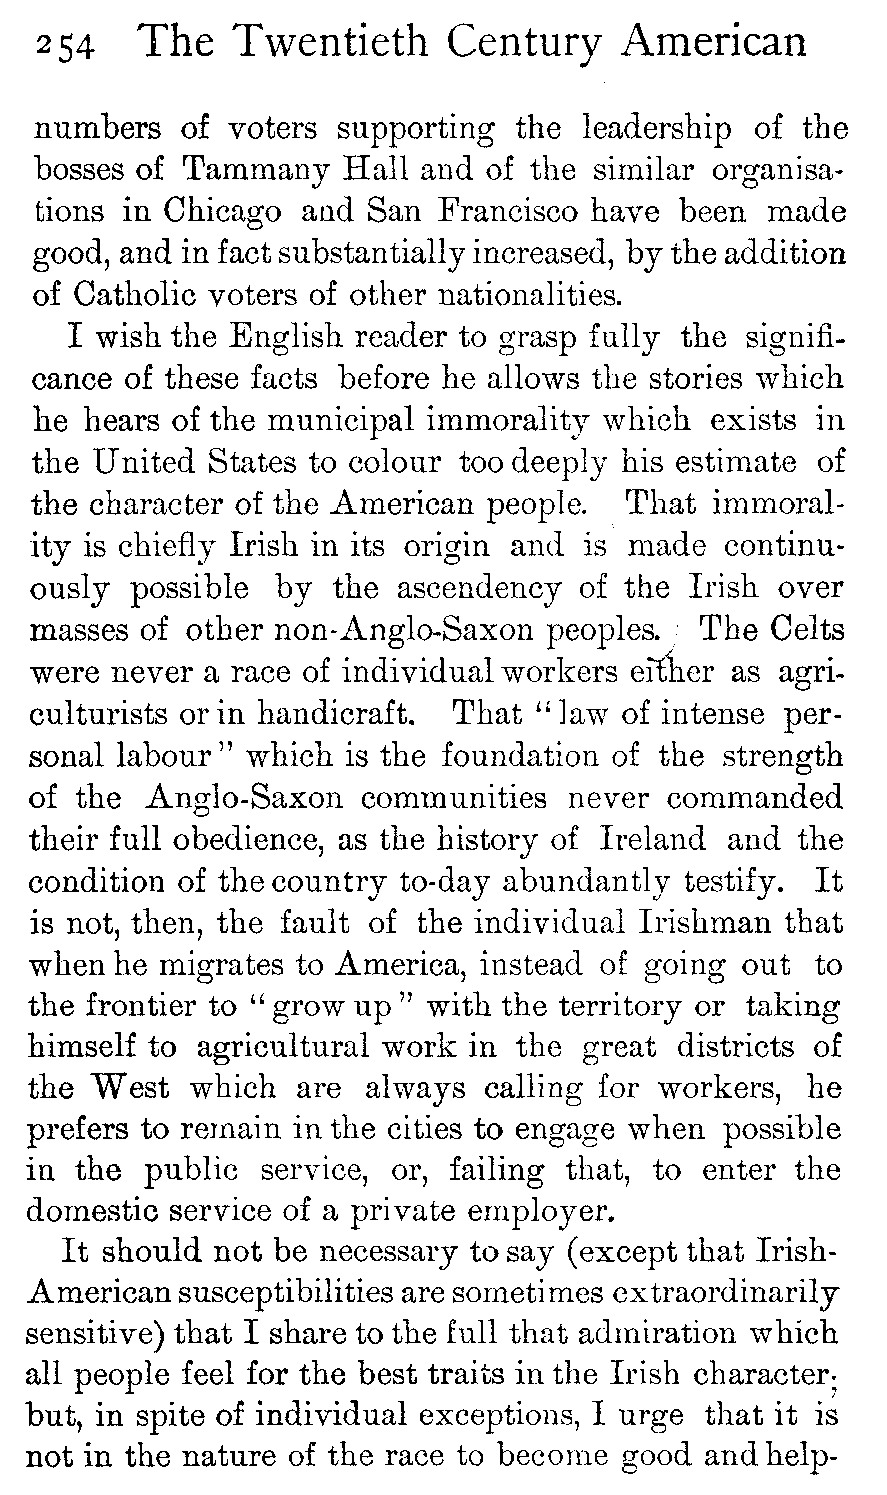 254 The Twentieth Century American
numbers of voters supporting the leadership of the
bosses of Tammany Hall and of the similar organisa-
tions in Chicago and San Francisco have been made
good, and in fact substantially increased, by the addition
of Catholic voters of other nationalities.
I wish the English reader to grasp fully the signifi-
cance of these facts before he allows the stories which
he hears of the municipal immorality which exists in
the United States to colour too deeply his estimate of
the character of the American people. That immoral-
ity is chiefly Irish in its origin and is made continu-
ously possible by the ascendency of the Irish over
masses of other non-Anglo-Saxon peoples. The Celts
were never a race of individual workers either as agri-
culturists or in handicraft. That “law of intense per-
sonal labour” which is the foundation of the strength
of the Anglo-Saxon communities never commanded
their full obedience, as the history of Ireland and the
condition of the country to-day abundantly testify. It
is not, then, the fault of the individual Irishman that
when he migrates to America, instead of going out to
the frontier to “grow up” with the territory or taking
himself to agricultural work in the great districts of
the West which are always calling for workers, he
prefers to remain in the cities to engage when possible
in the public service, or, failing that, to enter the
domestic service of a private employer.
It should not be necessary to say (except that Irish-
American susceptibilities are sometimes extraordinarily
sensitive) that I share to the full that admiration which
all people feel for the best traits in the Irish character;
but, in spite of individual exceptions, I urge that it is
not in the nature of the race to become good and help-